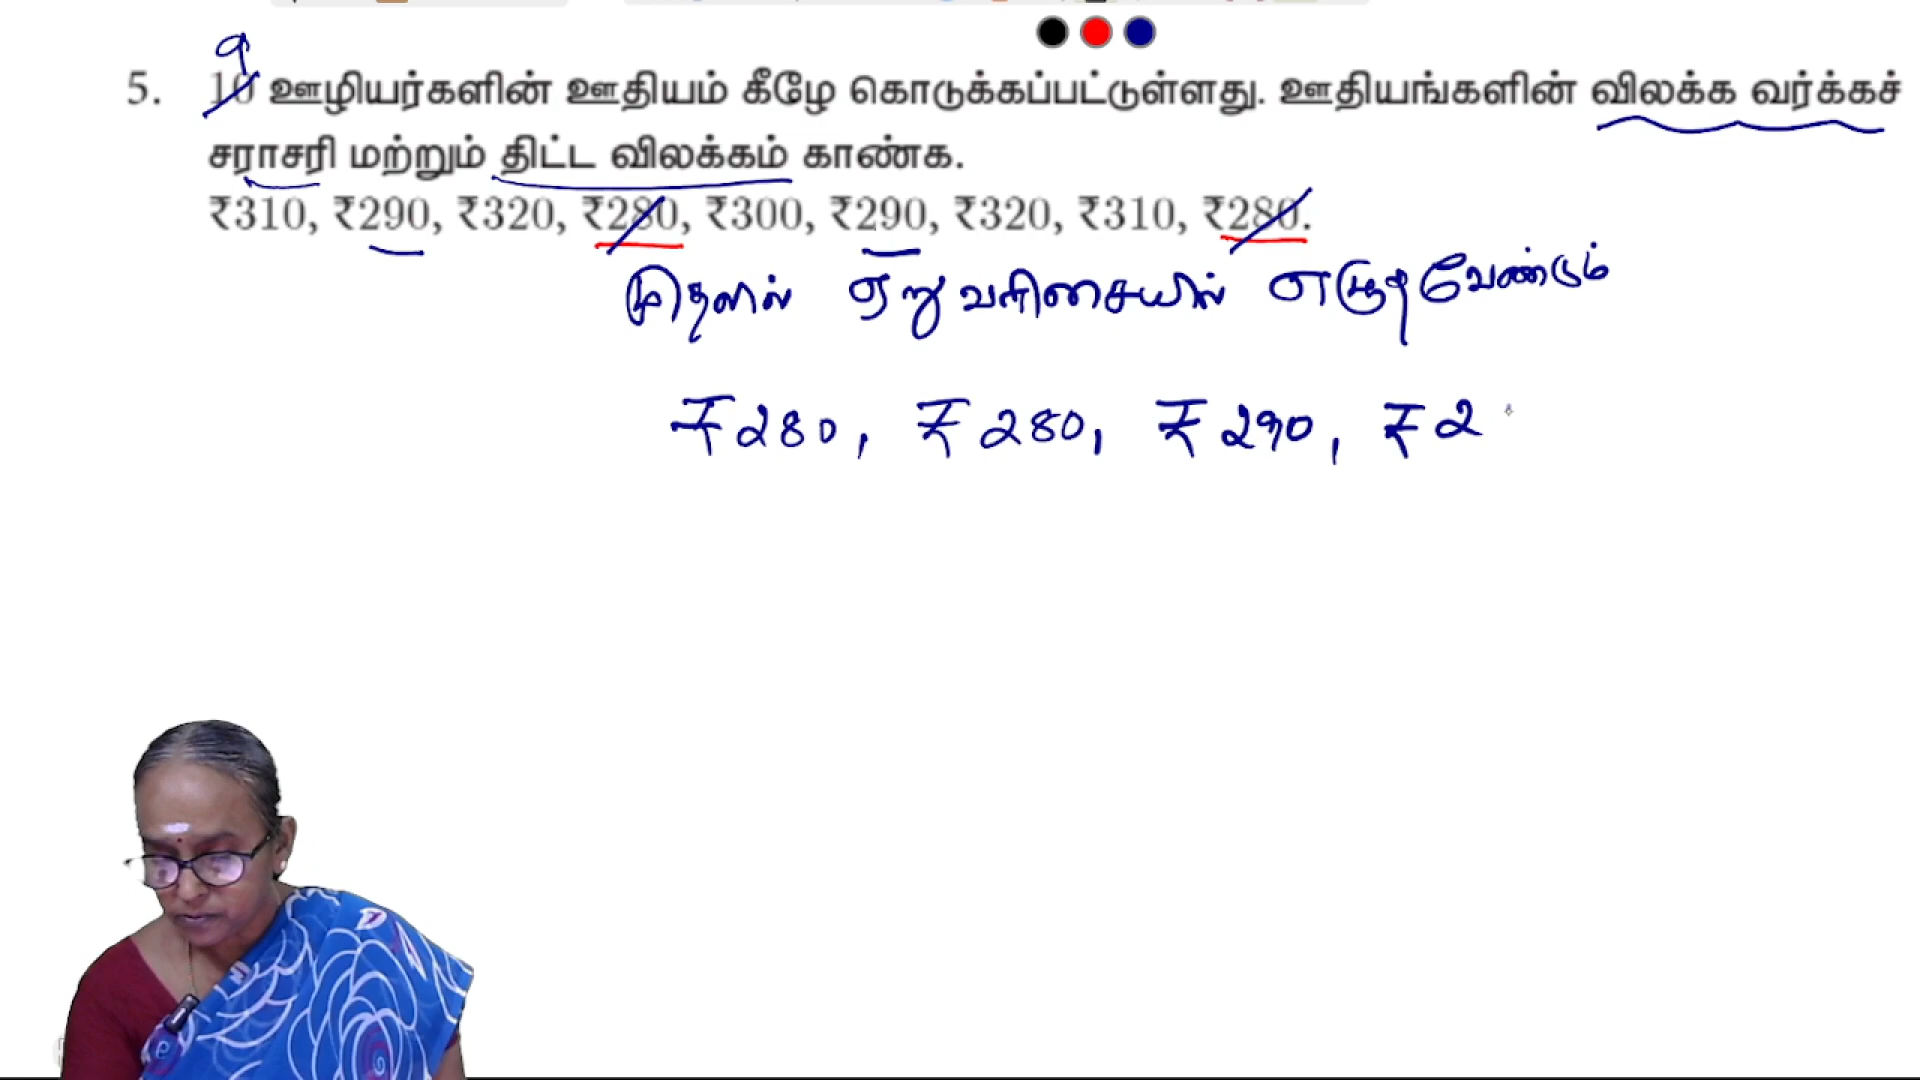 9
5. 10 ஊழியர்களின் ஊதியம் கீழே கொடுக்கப்பட்டுள்ளது. ஊதியங்களின் விலக்க வர்க்கச்
சராசரி மற்றும் திட்ட விலக்கம் காண்க.
₹310, ₹290, ₹320, ₹280, ₹300, ₹290, ₹320, ₹310, ₹280.
முதலில் ஏறுவரிசையில் எழுதவேண்டும்
₹280, ₹280, ₹290, ₹2